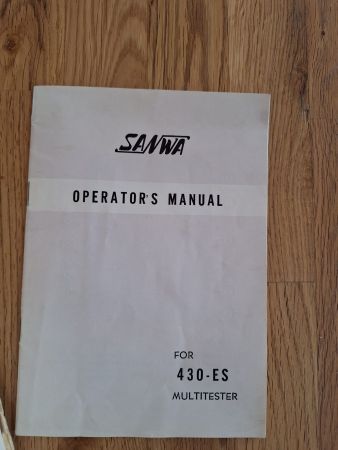 SANWA
OPERATOR'S MANUAL
FOR
430-ES
MULTITESTER